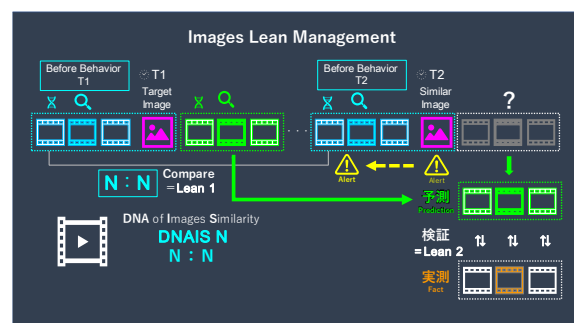 Images Lean Management
Before Behavior
T1
T1
Target
Image
Before Behavior
T2
T2
Similar
Image
?
. . .
N：N
Compare
＝Lean 1
Alert
Alert
予測
Prediction
DNA of Images Similarity
DNAIS N
N：N
検証
＝Lean 2
実測
Fact